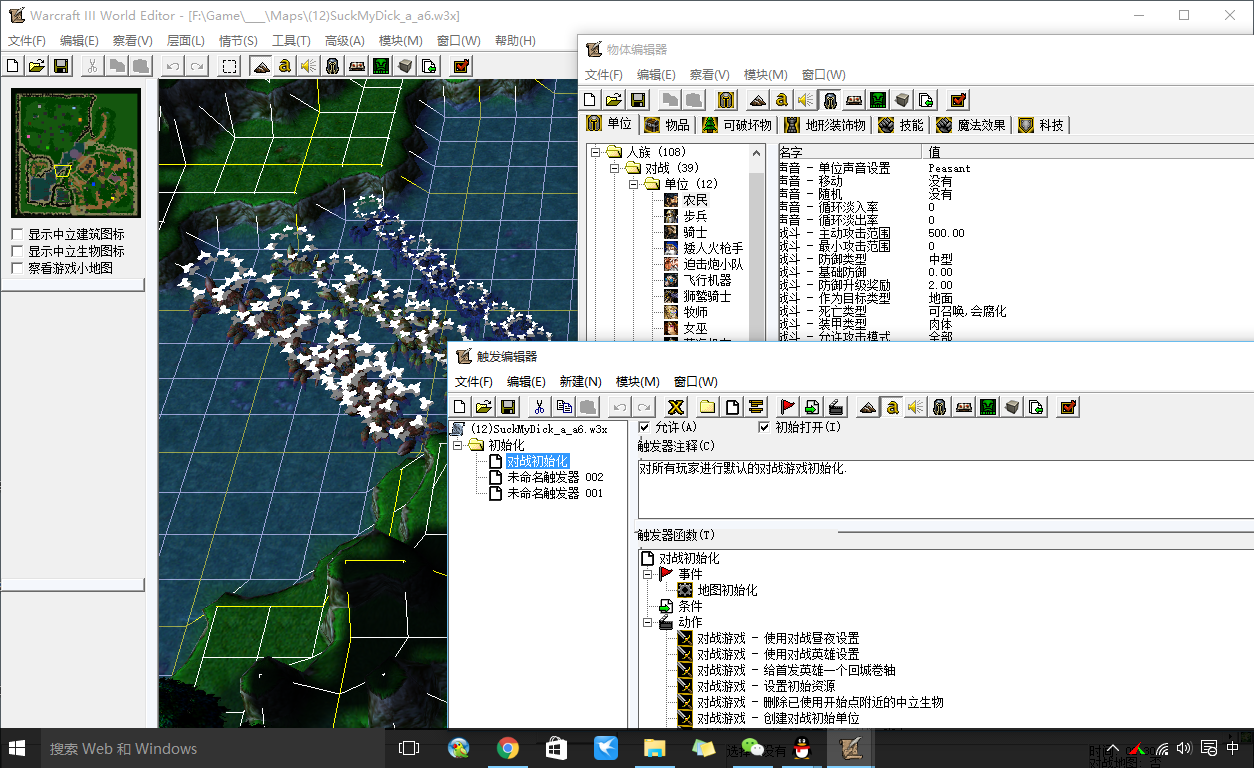 Warcraft III World Editor - [F:\Game\___\Maps\(12)SuckMyDick_a_a6.w3x]
文件(F) 编辑(E) 察看(V) 层面(L) 情节(S) 工具(T) 高级(A) 模块(M) 窗口(W) 帮助(H)
显示中立建筑图标
显示中立生物图标
察看游戏小地图
物体编辑器
文件(F) 编辑(E) 察看(V) 模块(M) 窗口(W)
单位 物品 可破坏物 地形装饰物 技能 魔法效果 科技
人族 (108)
对战 (39)
单位 (12)
农民
步兵
骑士
矮人火枪手
迫击炮小队
飞行机器
狮鹫骑士
牧师
女巫
名字 值
声音 - 单位声音设置 Peasant
声音 - 移动 没有
声音 - 随机 没有
声音 - 循环淡入率 0
声音 - 循环淡出率 0
战斗 - 主动攻击范围 500.00
战斗 - 最小攻击范围 0
战斗 - 防御类型 中型
战斗 - 基础防御 0.00
战斗 - 防御升级奖励 2.00
战斗 - 作为目标类型 地面
战斗 - 死亡类型 可召唤,会腐化
战斗 - 装甲类型 肉体
战斗 - 允许攻击模式 全部
触发编辑器
文件(F) 编辑(E) 新建(N) 模块(M) 窗口(W)
(12)SuckMyDick_a_a6.w3x
初始化
对战初始化
未命名触发器 002
未命名触发器 001
允许(A) 初始打开(I)
触发器注释(C)
对所有玩家进行默认的对战游戏初始化.
触发器函数(T)
对战初始化
事件
地图初始化
条件
动作
对战游戏 - 使用对战昼夜设置
对战游戏 - 使用对战英雄设置
对战游戏 - 给首发英雄一个回城卷轴
对战游戏 - 设置初始资源
对战游戏 - 删除已使用开始点附近的中立生物
对战游戏 - 创建对战初始单位
搜索 Web 和 Windows
中